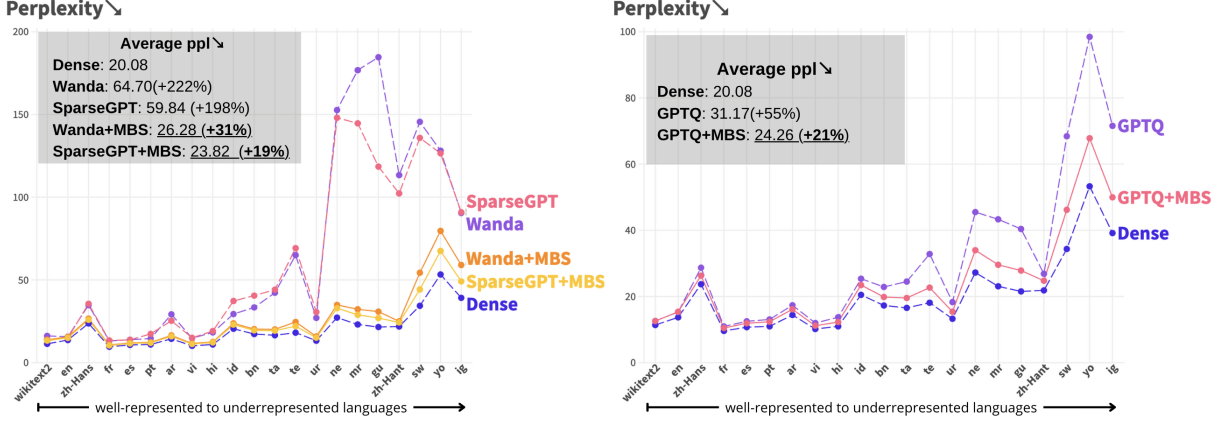 Perplexity↘
200
150
100
50
0
Average ppl↘
Dense: 20.08
Wanda: 64.70(+222%)
SparseGPT: 59.84 (+198%)
Wanda+MBS: 26.28 (+31%)
SparseGPT+MBS: 23.82 (+19%)
SparseGPT
Wanda
Wanda+MBS
SparseGPT+MBS
Dense
wikitext2
en
zh-Hans
fr
es
pt
ar
vi
hi
id
bn
ta
te
ur
ne
mr
gu
zh-Hant
sw
yo
ig
well-represented to underrepresented languages
Perplexity↘
100
80
60
40
20
0
Average ppl↘
Dense: 20.08
GPTQ: 31.17(+55%)
GPTQ+MBS: 24.26 (+21%)
GPTQ
GPTQ+MBS
Dense
wikitext2
en
zh-Hans
fr
es
pt
ar
vi
hi
id
bn
ta
te
ur
ne
mr
gu
zh-Hant
sw
yo
ig
well-represented to underrepresented languages